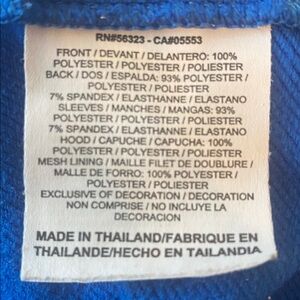 RN#56323 - CA#05553
FRONT / DEVANT / DELANTERO: 100%
POLYESTER / POLYESTER / POLIESTER
BACK / DOS / ESPALDA: 93% POLYESTER /
POLYESTER / POLIESTER
7% SPANDEX / ELASTHANNE / ELASTANO
SLEEVES / MANCHES / MANGAS: 93%
POLYESTER / POLYESTER / POLIESTER
7% SPANDEX / ELASTHANNE / ELASTANO
HOOD / CAPUCHE / CAPUCHA: 100%
POLYESTER / POLYESTER / POLIESTER
MESH LINING / MAILLE FILET DE DOUBLURE /
MALLE DE FORRO: 100% POLYESTER /
POLYESTER / POLIESTER
EXCLUSIVE OF DECORATION / DECORATION
NON COMPRISE / NO INCLUYE LA
DECORACION
MADE IN THAILAND/FABRIQUE EN
THAILANDE/HECHO EN TAILANDIA